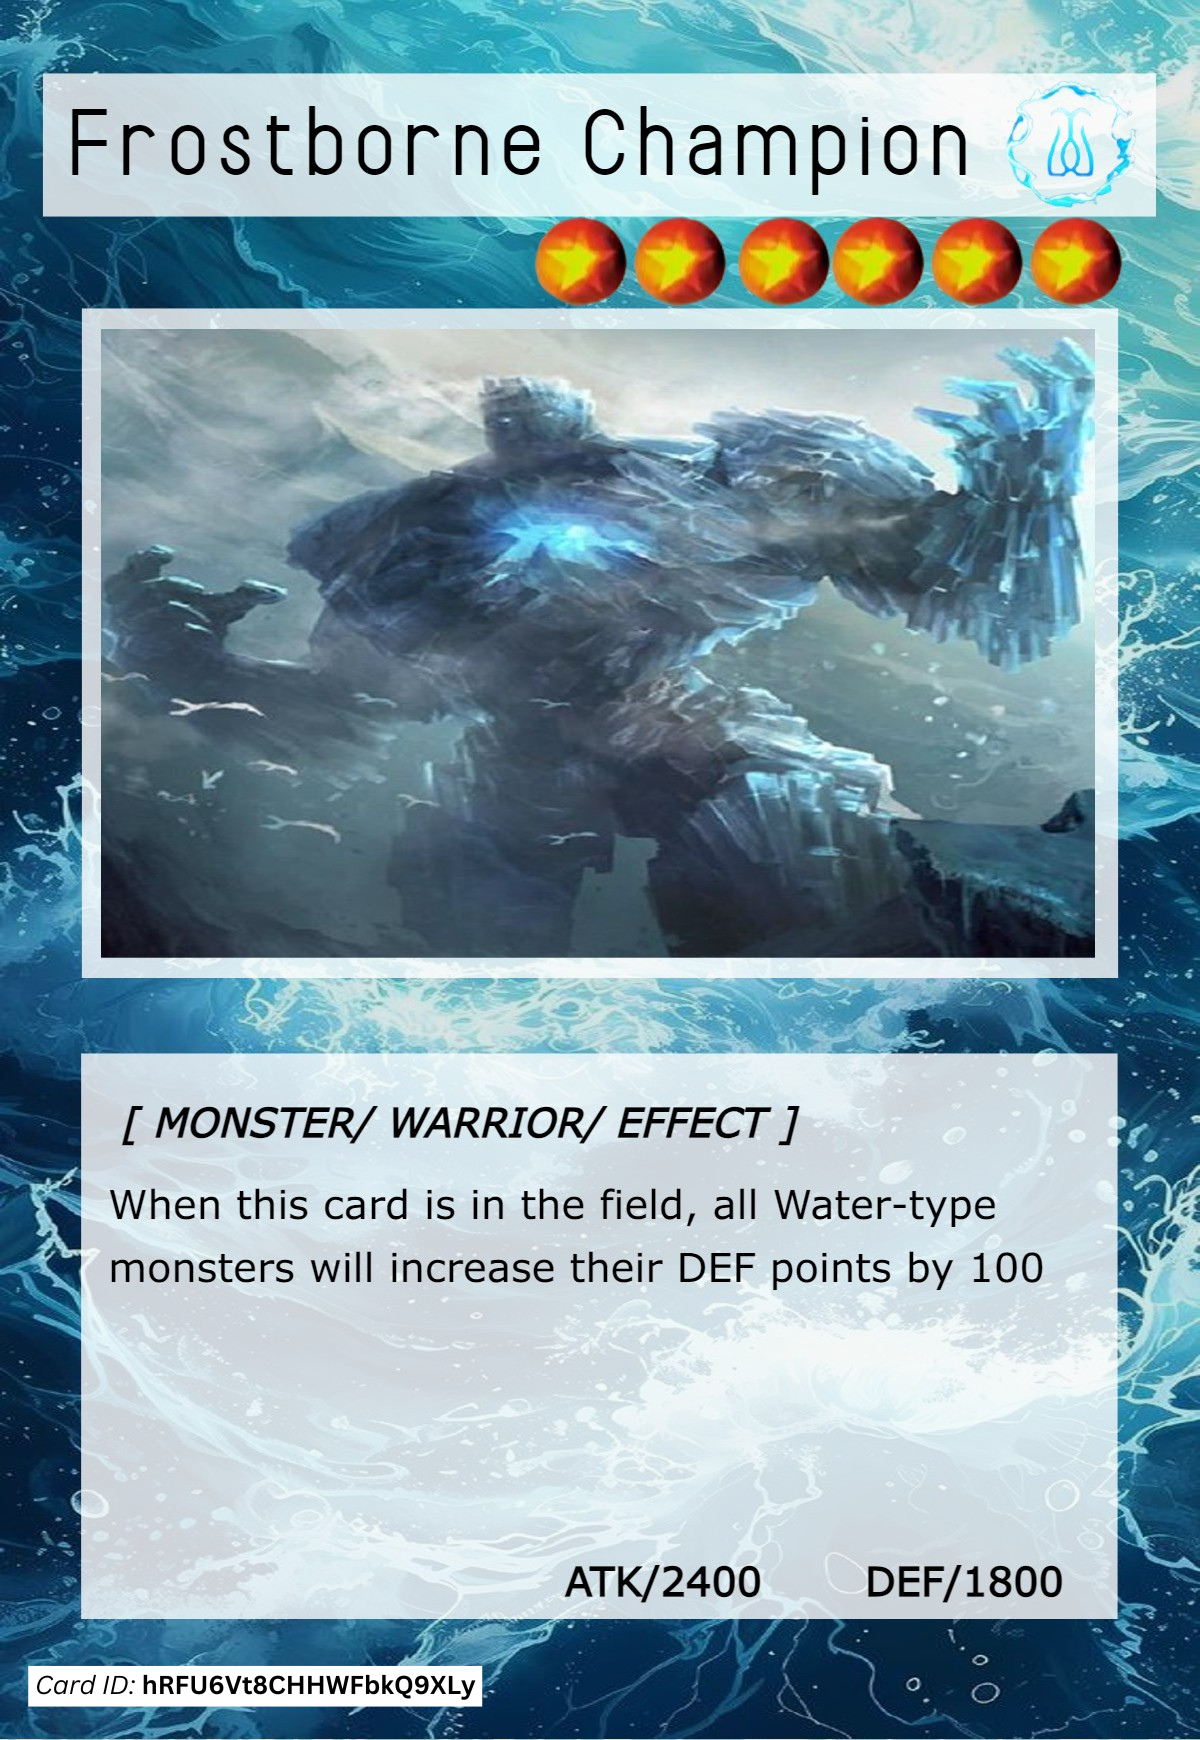 Frostborne Champion
[ MONSTER/ WARRIOR/ EFFECT ]
When this card is in the field, all Water-type
monsters will increase their DEF points by 100
ATK/2400 DEF/1800
Card ID: hRFU6Vt8CHHWFbkQ9XLy